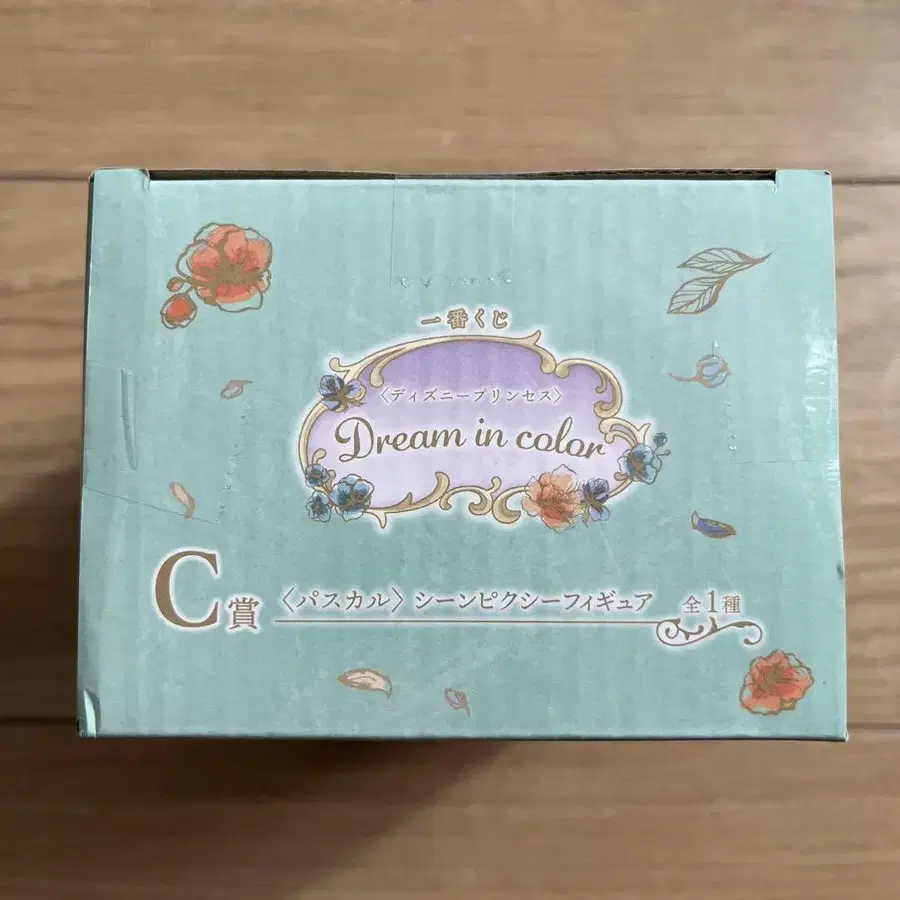 一番くじ
〈ディズニープリンセス〉
Dream in color
C賞 〈パスカル〉シーンピクシーフィギュア 全1種